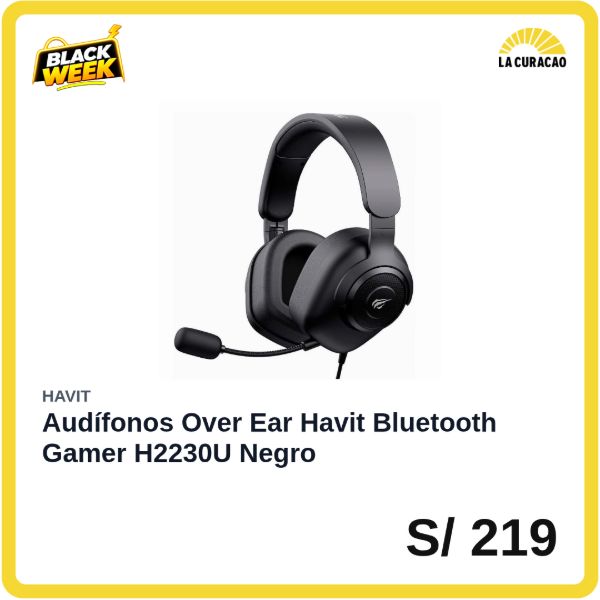 BLACK
WEEK
LA CURACAO
HAVIT
Audífonos Over Ear Havit Bluetooth
Gamer H2230U Negro
S/ 219